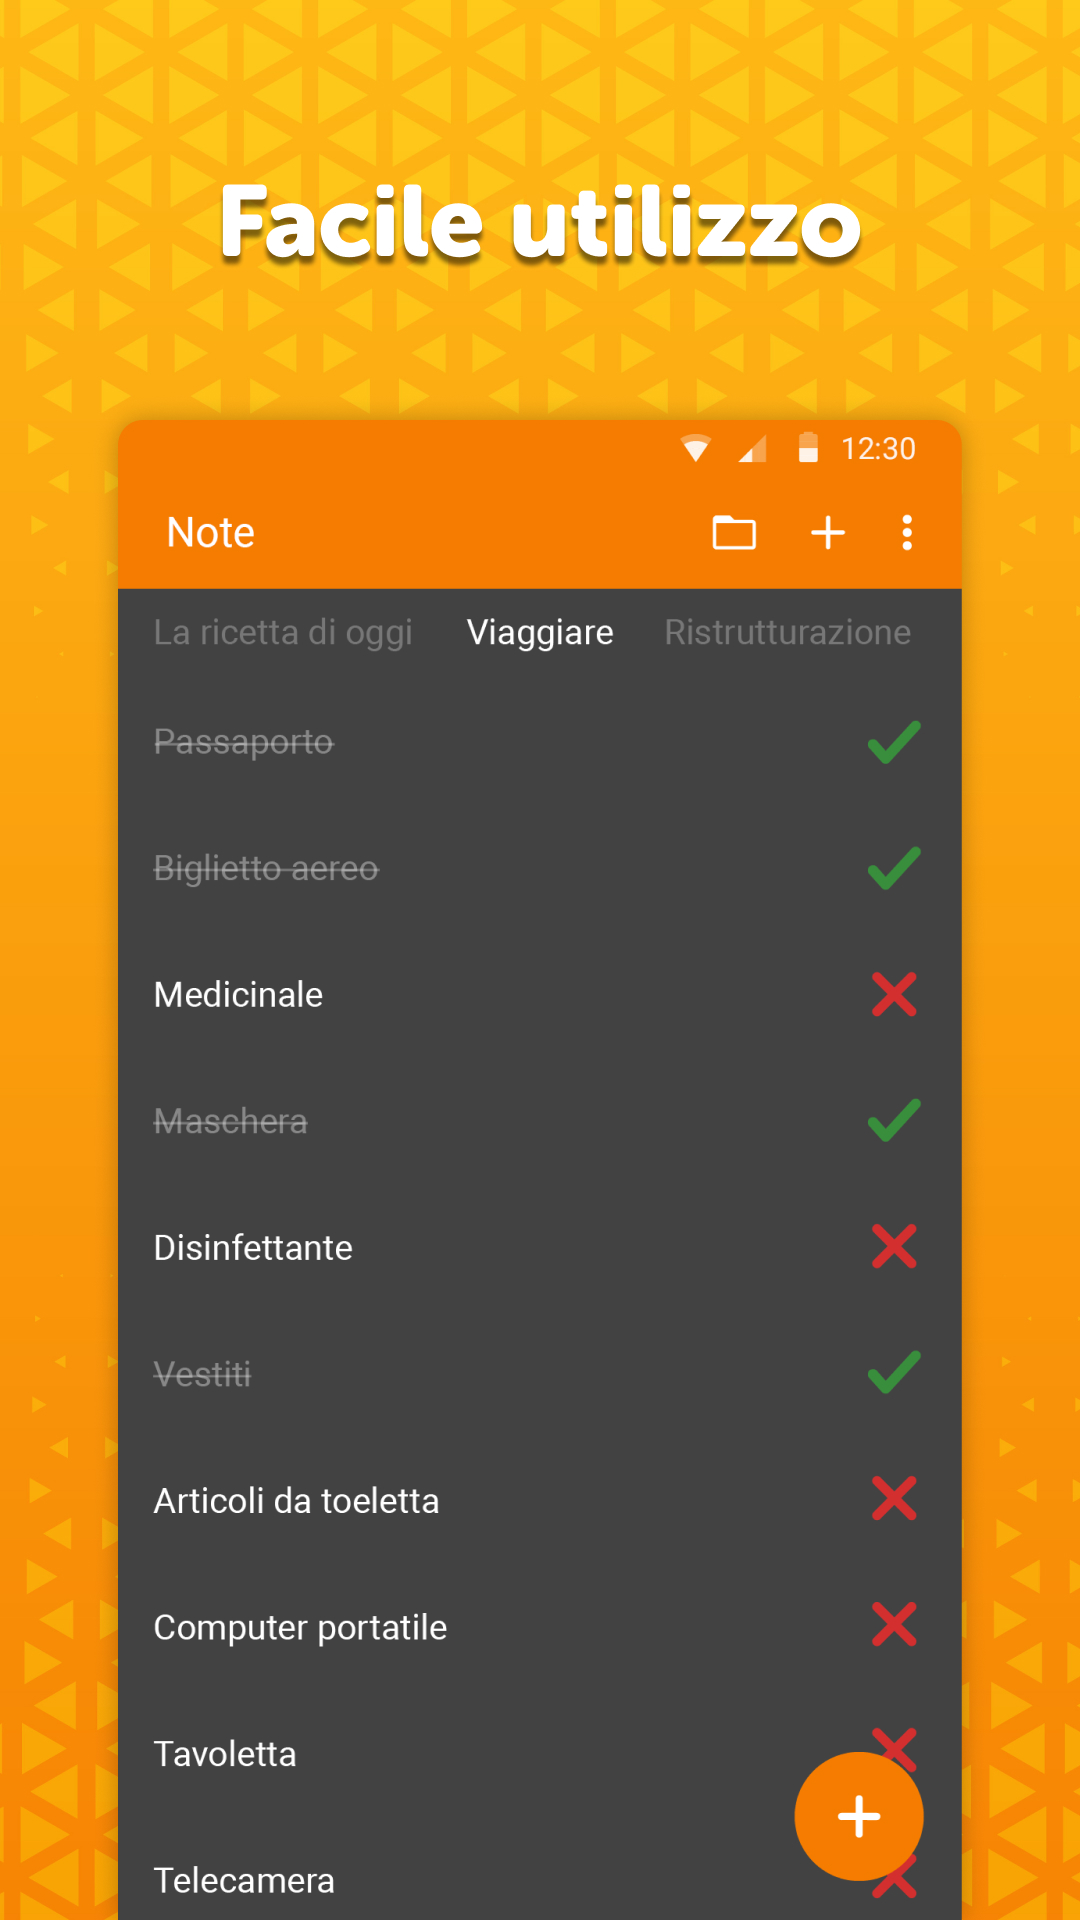 Facile utilizzo
12:30
Note
La ricetta di oggi Viaggiare Ristrutturazione
Passaporto
Biglietto aereo
Medicinale
Maschera
Disinfettante
Vestiti
Articoli da toeletta
Computer portatile
Tavoletta
Telecamera